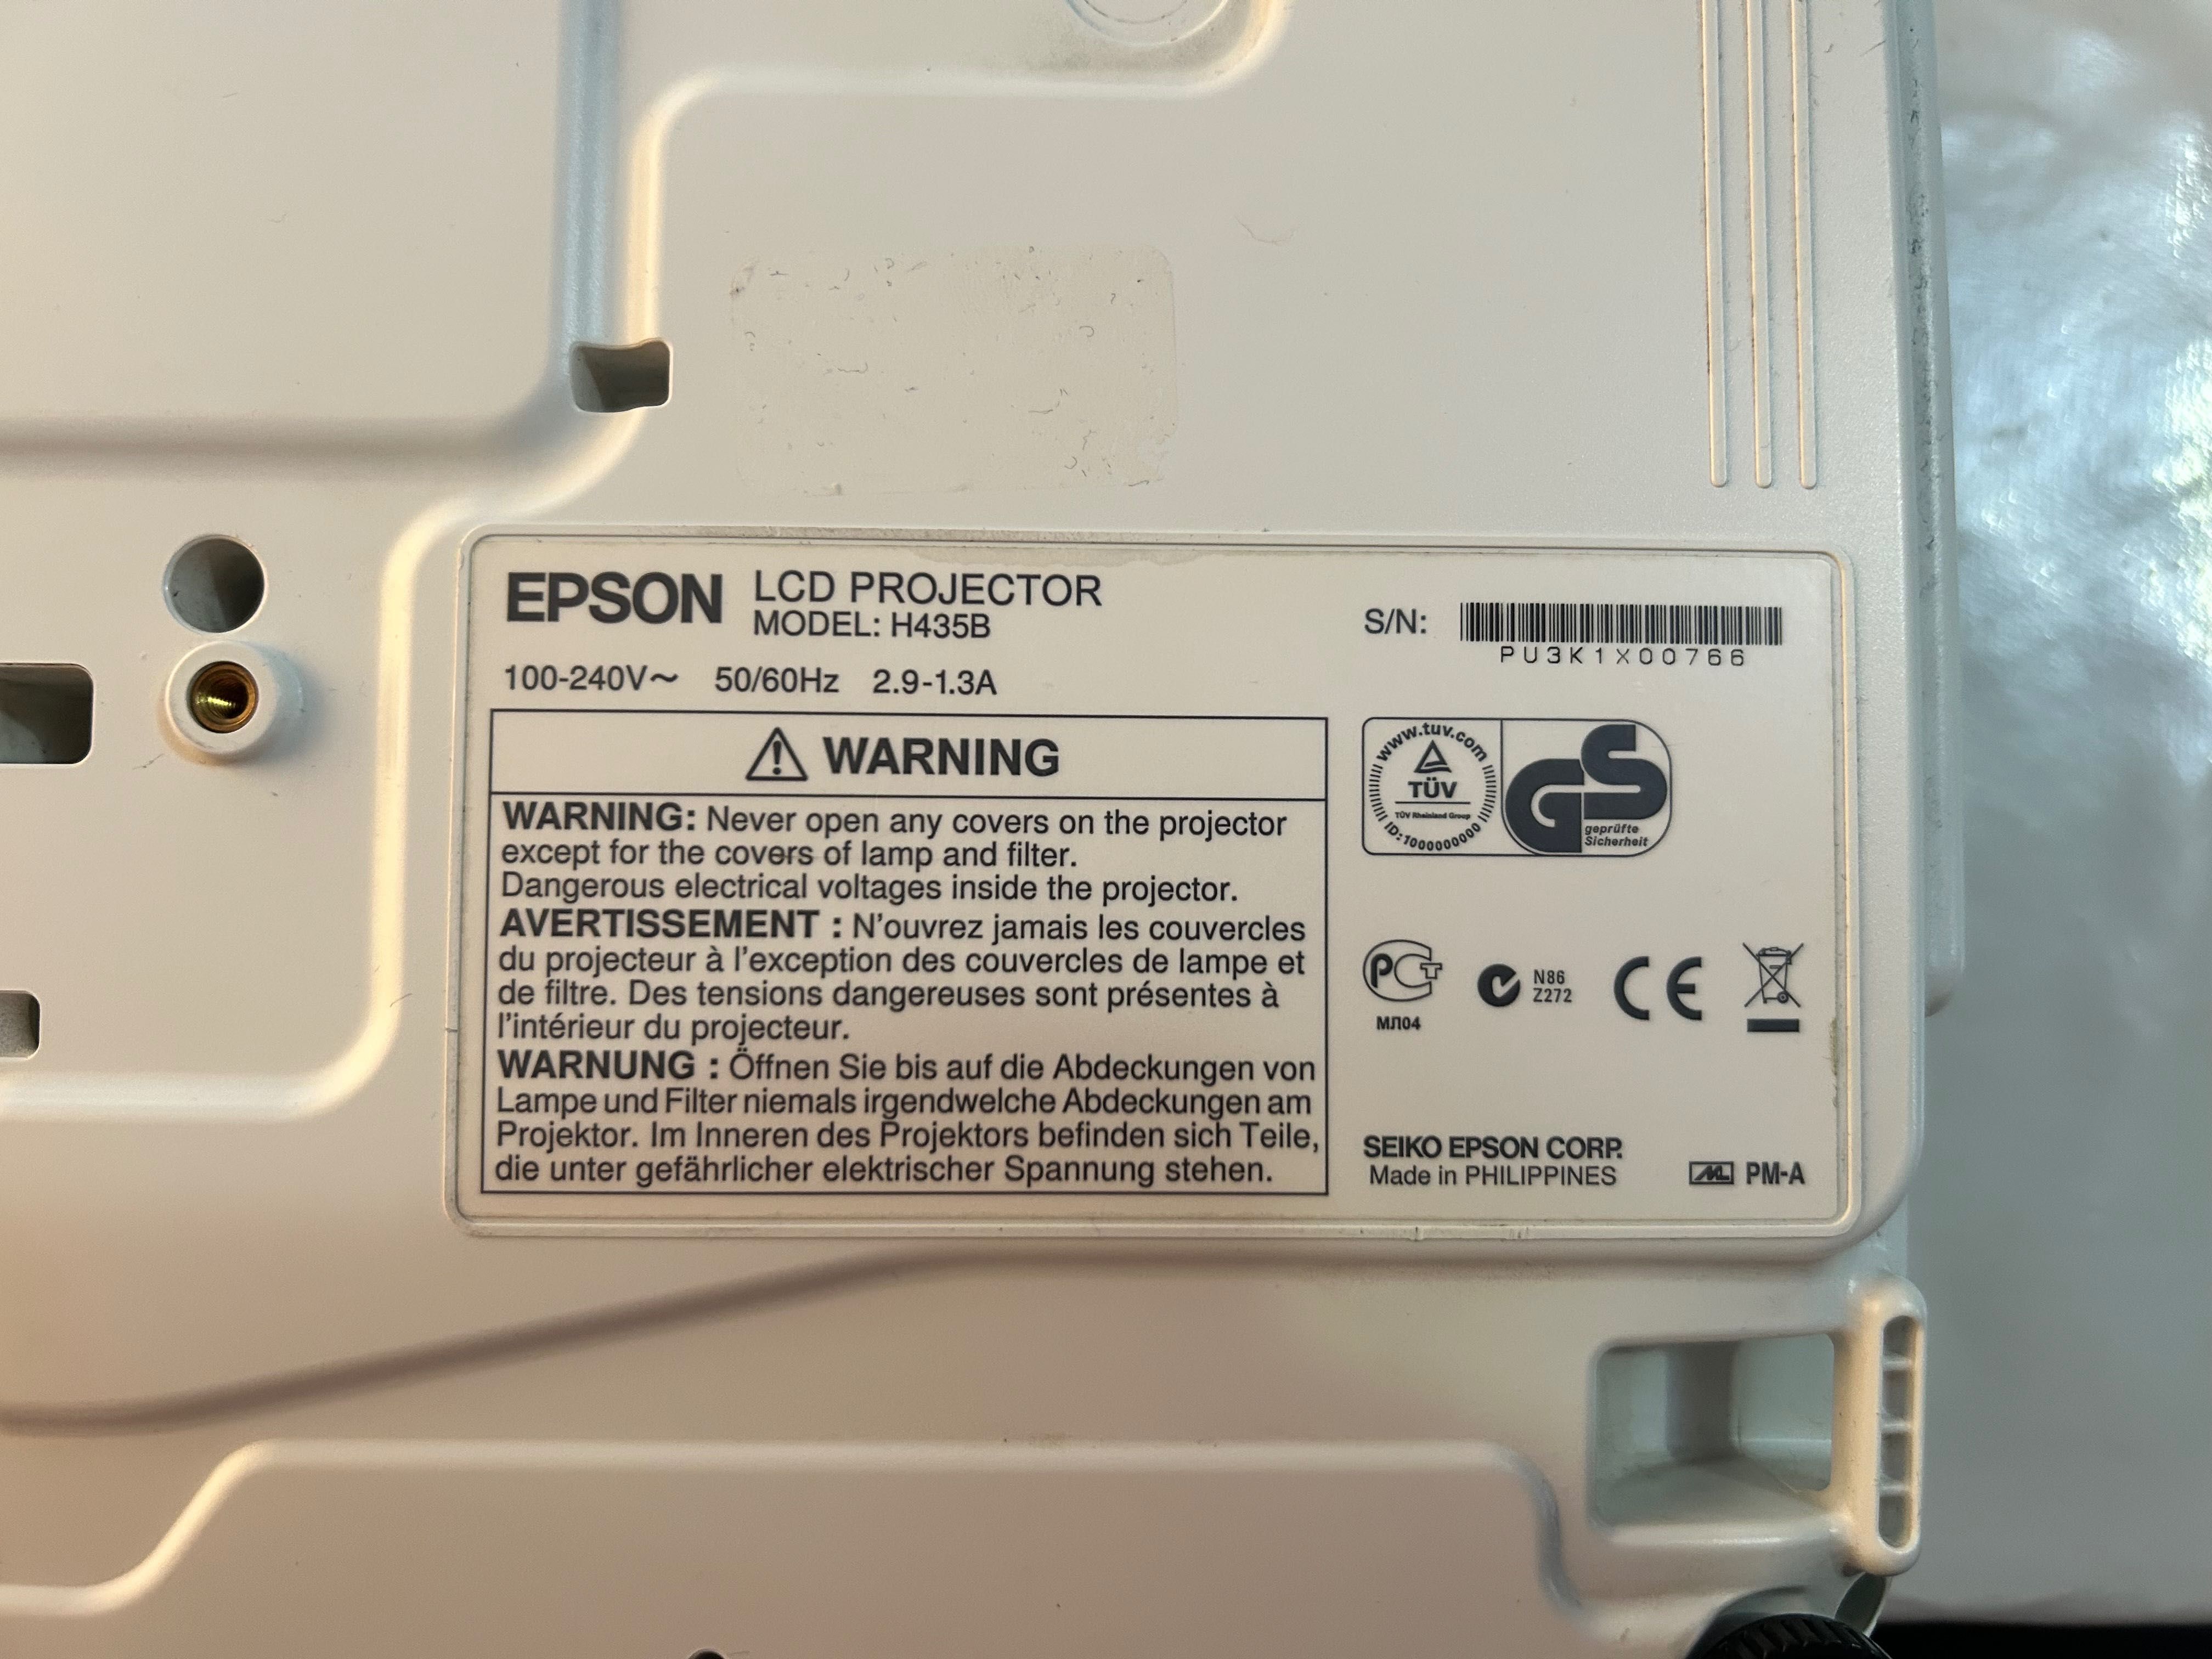 EPSON LCD PROJECTOR
MODEL: H435B
100-240V~ 50/60Hz 2.9-1.3A
⚠ WARNING
WARNING: Never open any covers on the projector
except for the covers of lamp and filter.
Dangerous electrical voltages inside the projector.
AVERTISSEMENT : N'ouvrez jamais les couvercles
du projecteur à l'exception des couvercles de lampe et
de filtre. Des tensions dangereuses sont présentes à
l'intérieur du projecteur.
WARNUNG : Öffnen Sie bis auf die Abdeckungen von
Lampe und Filter niemals irgendwelche Abdeckungen am
Projektor. Im Inneren des Projektors befinden sich Teile,
die unter gefährlicher elektrischer Spannung stehen.
S/N:
PU3K1X00766
www.tuv.com
TÜV
TÜV Rheinland Group
ID:1000000000
GS
geprüfte
Sicherheit
РСТ
МЛ04
N86
Z272
CE
SEIKO EPSON CORP.
Made in PHILIPPINES
ML PM-A